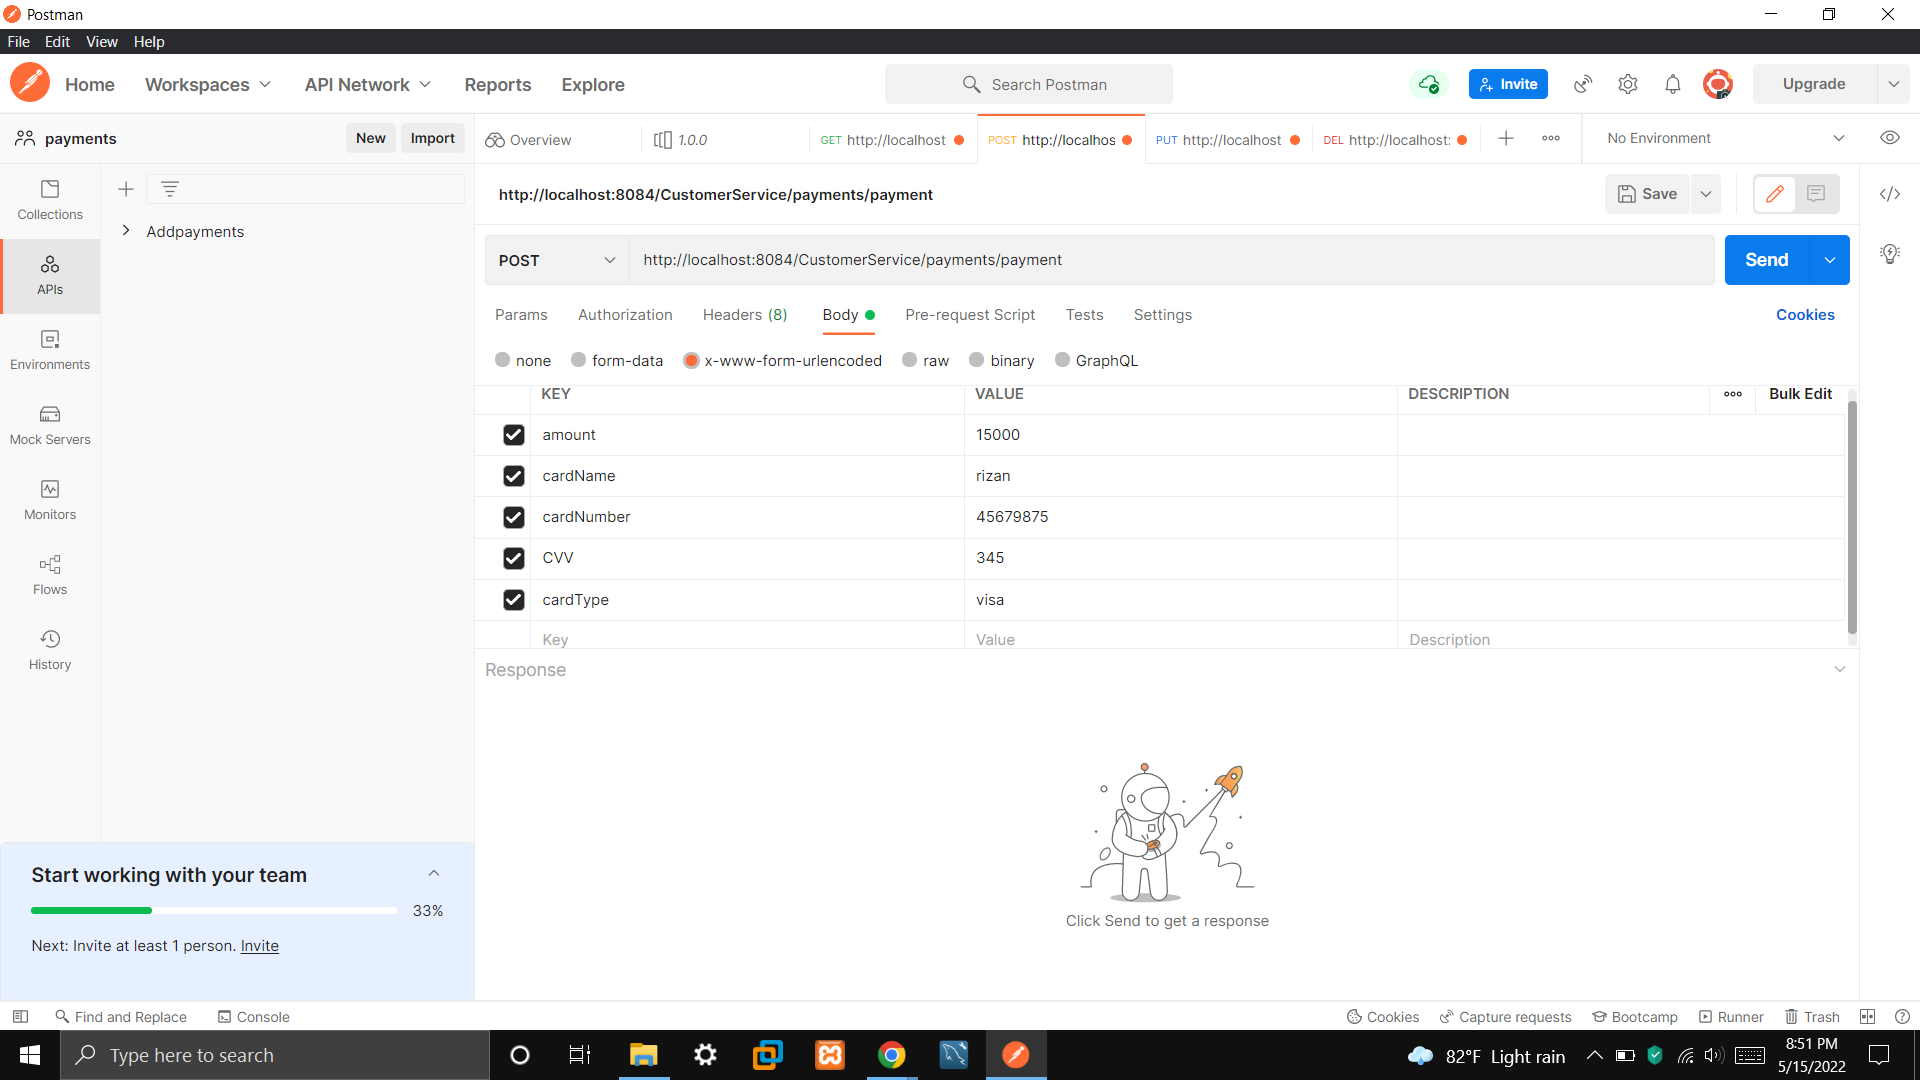 Postman
File Edit View Help
Home Workspaces API Network Reports Explore Search Postman Invite Upgrade
payments New Import Overview 1.0.0 GET http://localhost POST http://localhos PUT http://localhost DEL http://localhost: No Environment
http://localhost:8084/CustomerService/payments/payment Save
Collections
Addpayments
POST http://localhost:8084/CustomerService/payments/payment Send
APIs
Params Authorization Headers (8) Body Pre-request Script Tests Settings Cookies
none form-data x-www-form-urlencoded raw binary GraphQL
Environments
KEY VALUE DESCRIPTION Bulk Edit
amount 15000
Mock Servers
cardName rizan
cardNumber 45679875
Monitors
CVV 345
Flows
cardType visa
Key Value Description
History
Response
Start working with your team
33%
Next: Invite at least 1 person. Invite
Click Send to get a response
Find and Replace Console Cookies Capture requests Bootcamp Runner Trash
Type here to search 82°F Light rain 8:51 PM
5/15/2022